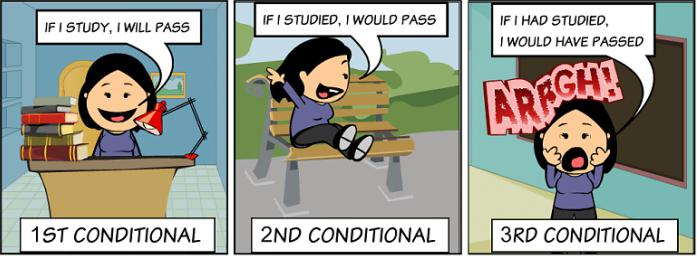 IF I STUDY, I WILL PASS
1ST CONDITIONAL
IF I STUDIED, I WOULD PASS
2ND CONDITIONAL
IF I HAD STUDIED,
I WOULD HAVE PASSED
ARRGH!
3RD CONDITIONAL